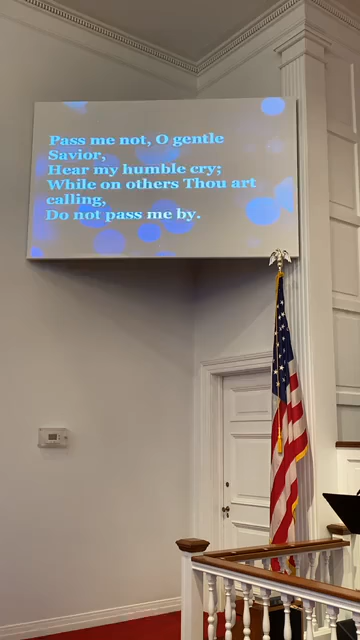 Pass me not, O gentle
Savior,
Hear my humble cry;
While on others Thou art
calling,
Do not pass me by.